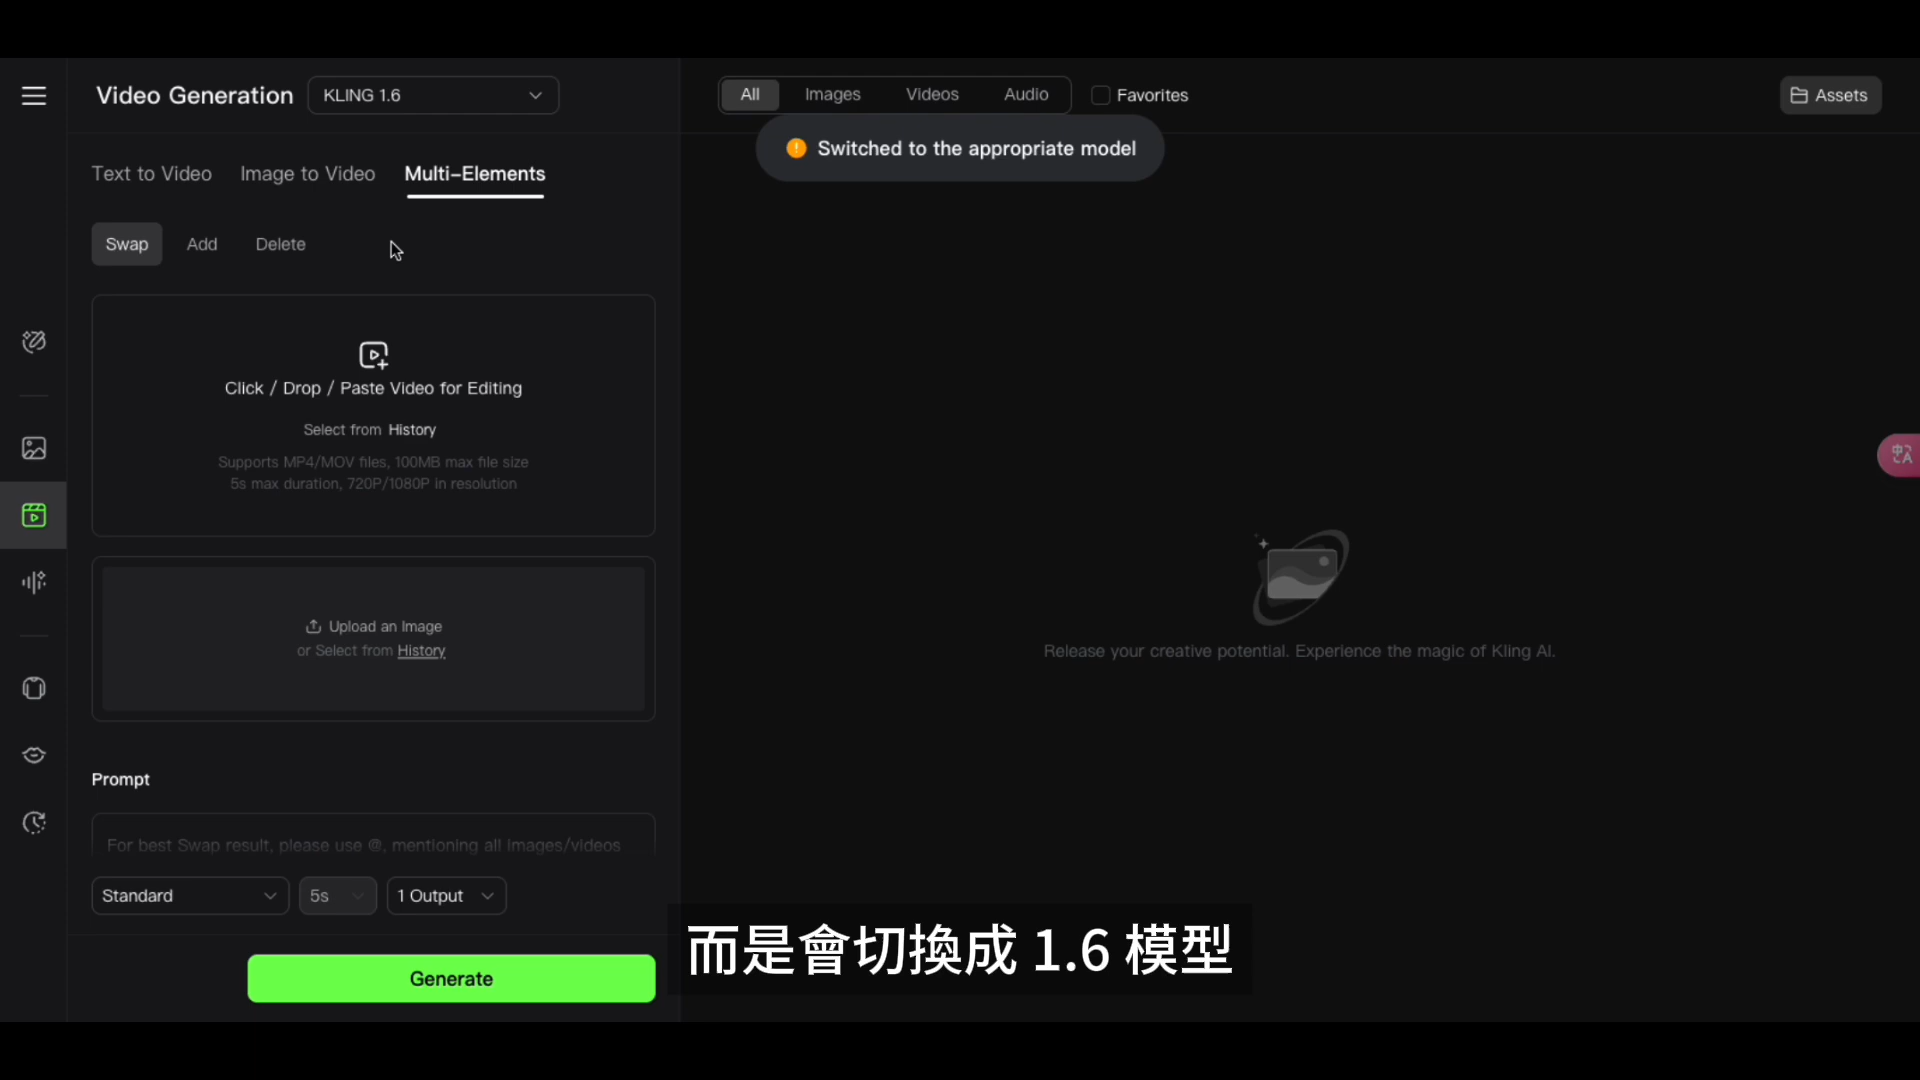 Video Generation
KLING 1.6
All
Images
Videos
Audio
Favorites
Assets
Switched to the appropriate model
Text to Video
Image to Video
Multi-Elements
Swap
Add
Delete
Click / Drop / Paste Video for Editing
Select from History
Supports MP4/MOV files, 100MB max file size
5s max duration, 720P/1080P in resolution
Upload an Image
or Select from History
Release your creative potential. Experience the magic of Kling AI.
Prompt
For best Swap result, please use @, mentioning all images/videos
Standard
5s
1 Output
Generate
而是會切換成 1.6 模型
中A